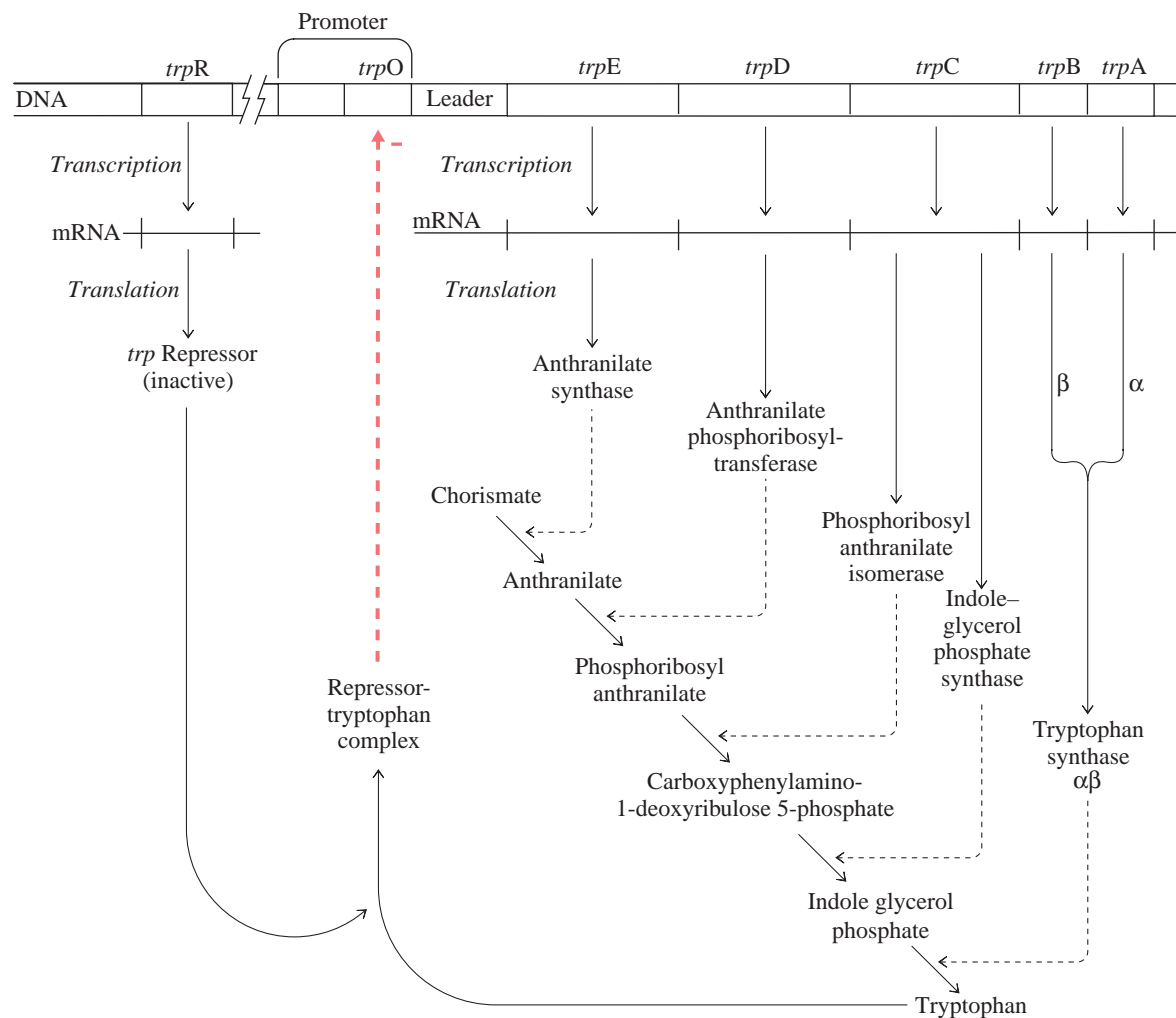 Promoter
trpR
trpO
trpE
trpD
trpC
trpB
trpA
DNA
Leader
Transcription
Transcription
mRNA
mRNA
Translation
Translation
trp Repressor
(inactive)
Anthranilate
synthase
Anthranilate
phosphoribosyl-
transferase
β
α
Chorismate
Phosphoribosyl
anthranilate
isomerase
Anthranilate
Indole–
glycerol
phosphate
synthase
Phosphoribosyl
anthranilate
Repressor-
tryptophan
complex
Tryptophan
synthase
αβ
Carboxyphenylamino-
1-deoxyribulose 5-phosphate
Indole glycerol
phosphate
Tryptophan